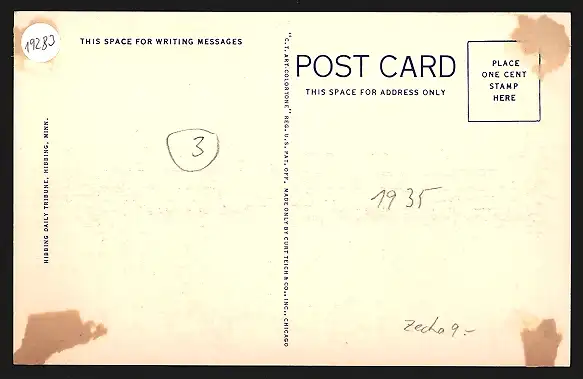 19283
THIS SPACE FOR WRITING MESSAGES
HIBBING DAILY TRIBUNE, HIBBING, MINN.
3
"C.T. ART-COLORTONE" REG. U.S. PAT. OFF. MADE ONLY BY CURT TEICH & CO., INC., CHICAGO
POST CARD
THIS SPACE FOR ADDRESS ONLY
PLACE
ONE CENT
STAMP
HERE
1935
9.-